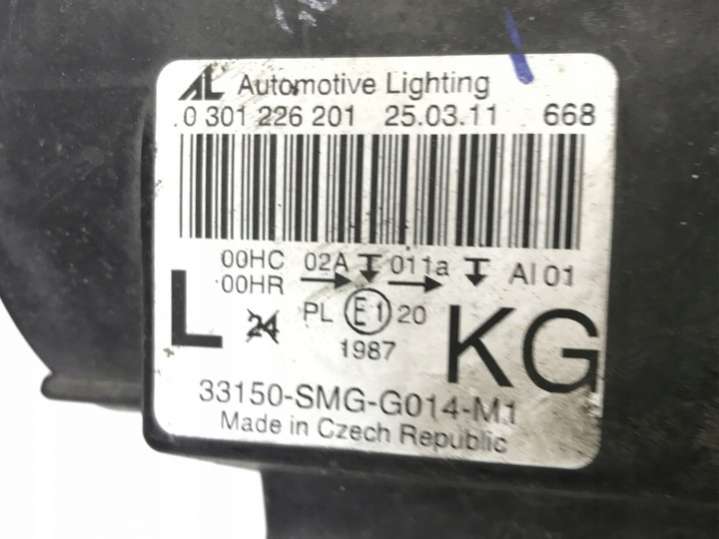 AL Automotive Lighting
0 301 226 201 25.03.11 668
00HC 02A 011a AI 01
00HR
L 24 PL E1 20 KG
1987
33150-SMG-G014-M1
Made in Czech Republic